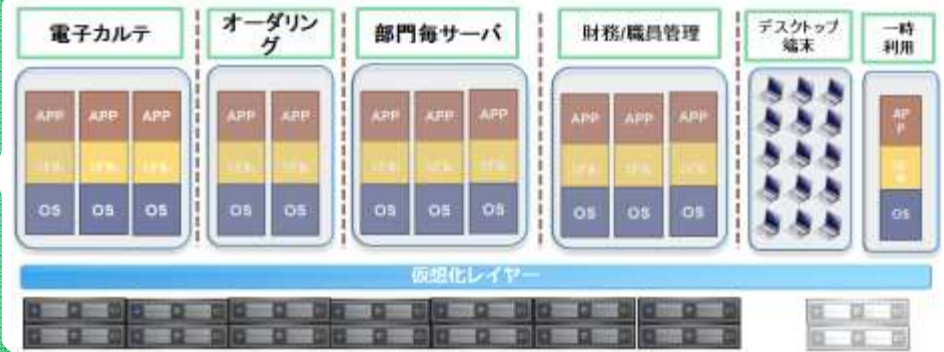 電子カルテ
オーダリン
グ
部門毎サーバ
財務/職員管理
デスクトップ
端末
一時
利用
APP APP APP
APP APP
APP APP APP
APP APP APP
AP
P
OS OS OS
OS OS
OS OS OS
OS OS OS
OS
仮想化レイヤー